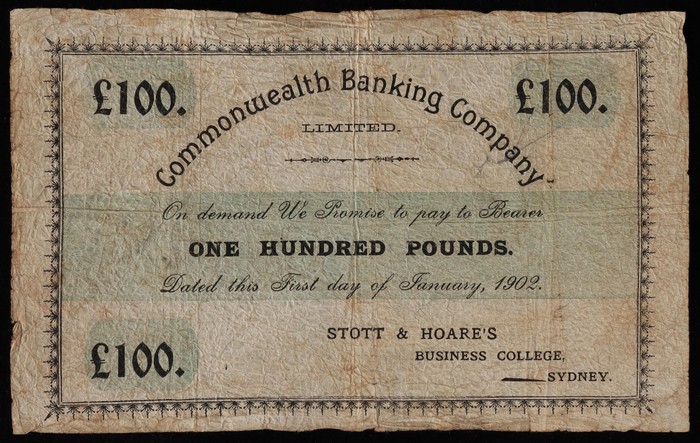 £100.
£100.
Commonwealth Banking Company
LIMITED.
On demand We Promise to pay to Bearer
ONE HUNDRED POUNDS.
Dated this First day of January, 1902.
STOTT & HOARE'S
BUSINESS COLLEGE,
SYDNEY.
£100.